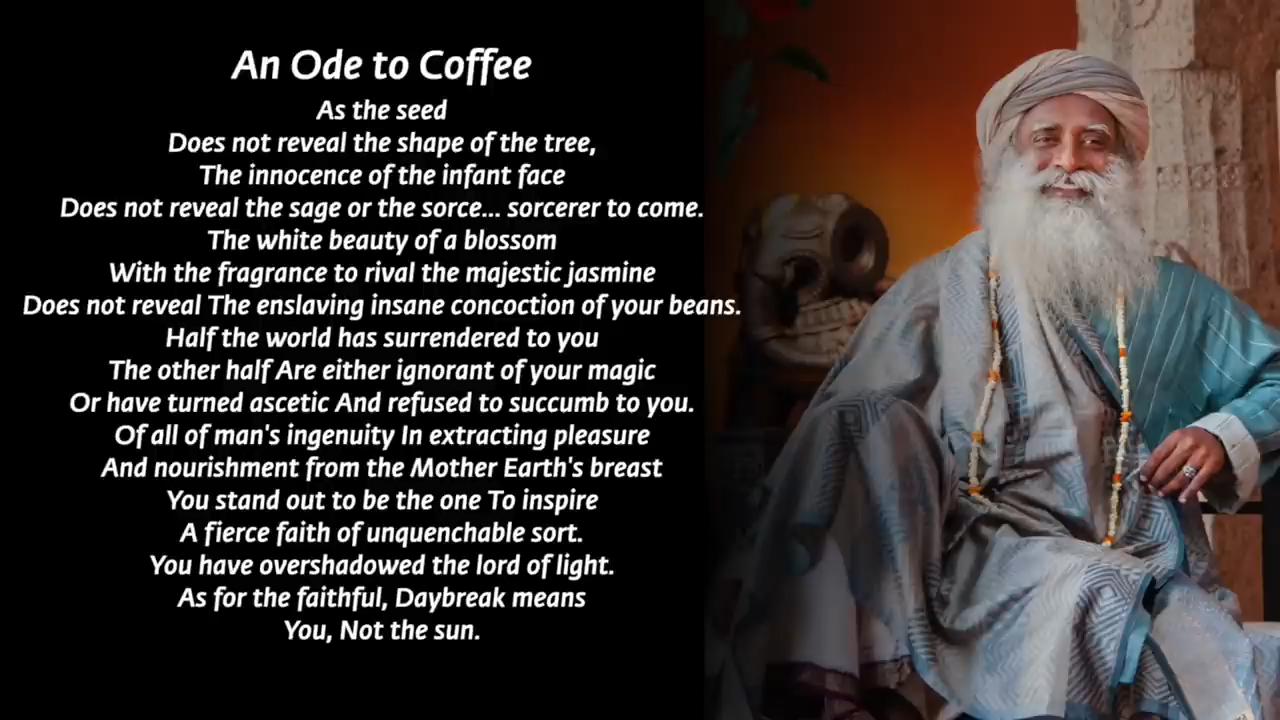 An Ode to Coffee
As the seed
Does not reveal the shape of the tree,
The innocence of the infant face
Does not reveal the sage or the sorce... sorcerer to come.
The white beauty of a blossom
With the fragrance to rival the majestic jasmine
Does not reveal The enslaving insane concoction of your beans.
Half the world has surrendered to you
The other half Are either ignorant of your magic
Or have turned ascetic And refused to succumb to you.
Of all of man's ingenuity In extracting pleasure
And nourishment from the Mother Earth's breast
You stand out to be the one To inspire
A fierce faith of unquenchable sort.
You have overshadowed the lord of light.
As for the faithful, Daybreak means
You, Not the sun.